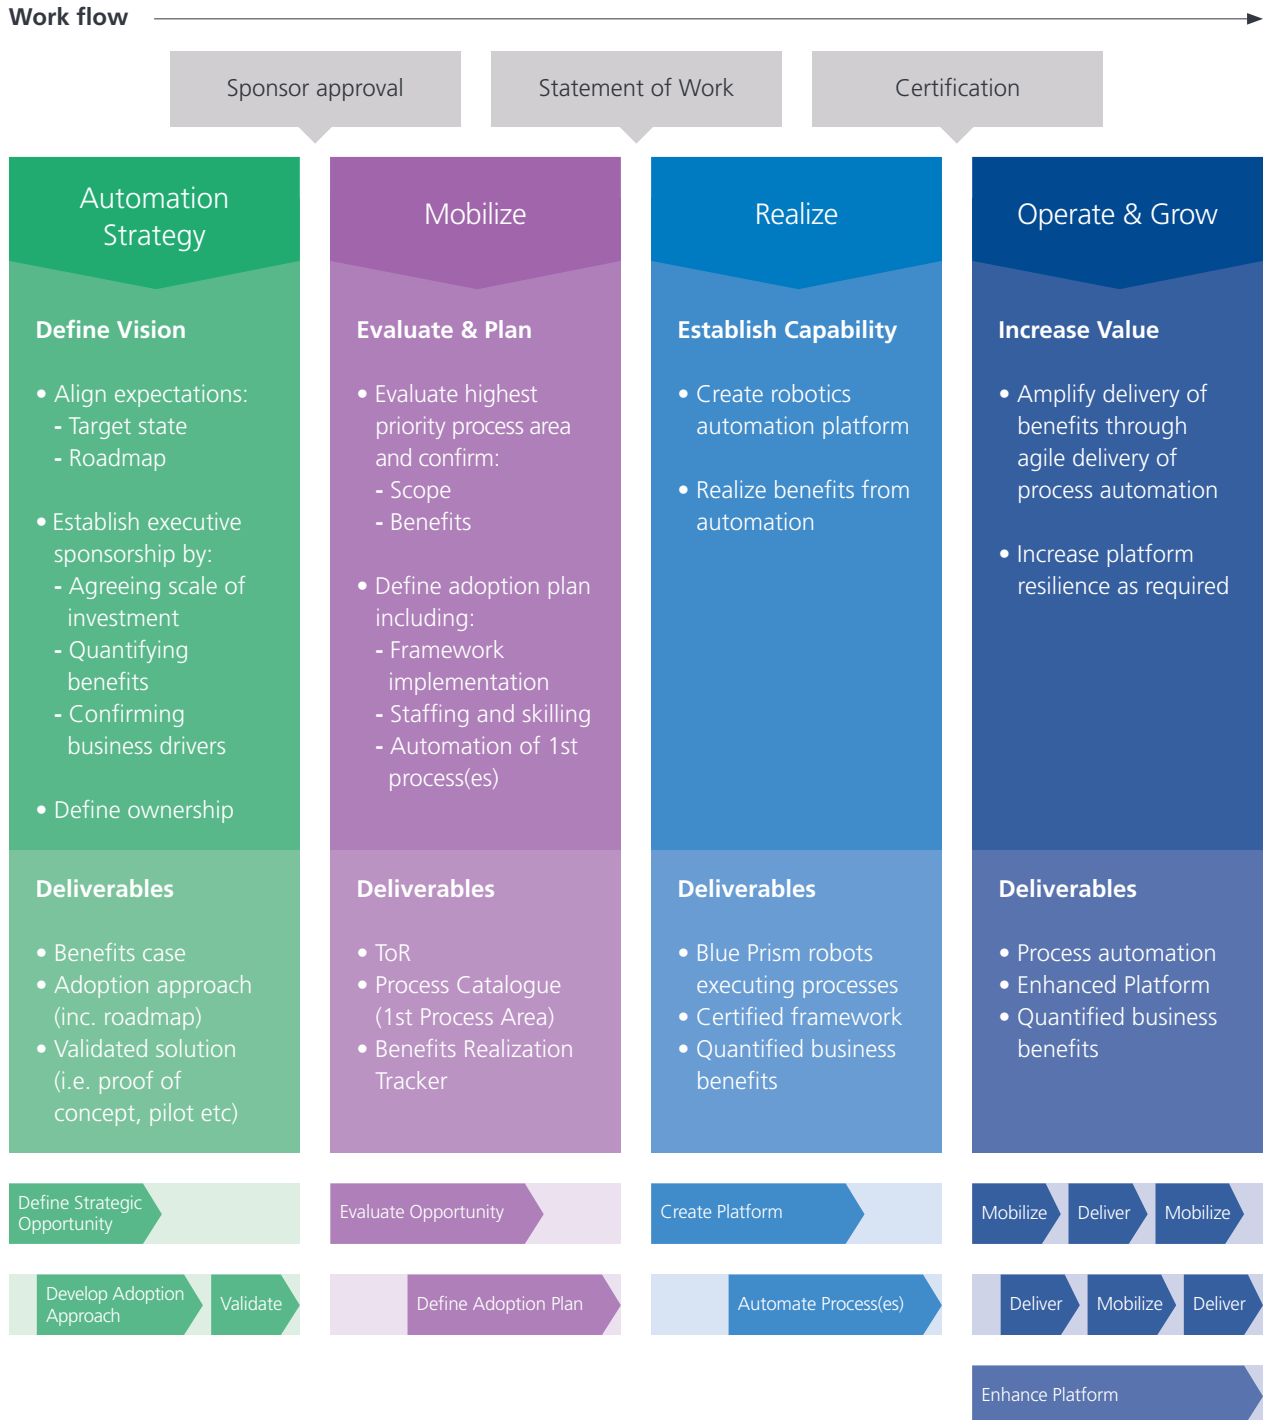 Work flow
Sponsor approval
Statement of Work
Certification
Automation
Strategy
Define Vision
• Align expectations:
- Target state
- Roadmap
• Establish executive
sponsorship by:
- Agreeing scale of
investment
- Quantifying
benefits
- Confirming
business drivers
• Define ownership
Deliverables
• Benefits case
• Adoption approach
(inc. roadmap)
• Validated solution
(i.e. proof of
concept, pilot etc)
Mobilize
Evaluate & Plan
• Evaluate highest
priority process area
and confirm:
- Scope
- Benefits
• Define adoption plan
including:
- Framework
implementation
- Staffing and skilling
- Automation of 1st
process(es)
Deliverables
• ToR
• Process Catalogue
(1st Process Area)
• Benefits Realization
Tracker
Realize
Establish Capability
• Create robotics
automation platform
• Realize benefits from
automation
Deliverables
• Blue Prism robots
executing processes
• Certified framework
• Quantified business
benefits
Operate & Grow
Increase Value
• Amplify delivery of
benefits through
agile delivery of
process automation
• Increase platform
resilience as required
Deliverables
• Process automation
• Enhanced Platform
• Quantified business
benefits
Define Strategic
Opportunity
Develop Adoption
Approach
Validate
Evaluate Opportunity
Define Adoption Plan
Create Platform
Automate Process(es)
Mobilize
Deliver
Mobilize
Deliver
Mobilize
Deliver
Enhance Platform